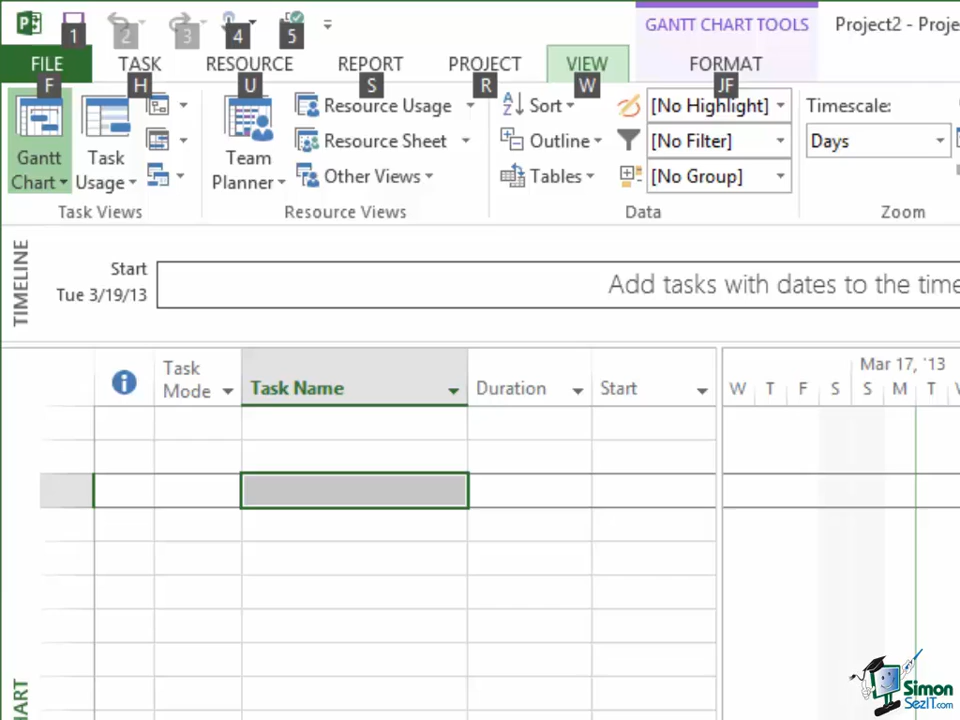 GANTT CHART TOOLS Project2 - Proje
1 2 3 4 5
FILE TASK RESOURCE REPORT PROJECT VIEW FORMAT
F H U S R W JF
Gantt Chart
Task Usage
Team Planner
Resource Usage
Resource Sheet
Other Views
Sort
Outline
Tables
[No Highlight]
[No Filter]
[No Group]
Timescale:
Days
Task Views Resource Views Data Zoom
TIMELINE
Start
Tue 3/19/13
Add tasks with dates to the time
Task Mode
Task Name
Duration
Start
Mar 17, '13
W T F S S M T
HART
Simon
SezIT.com